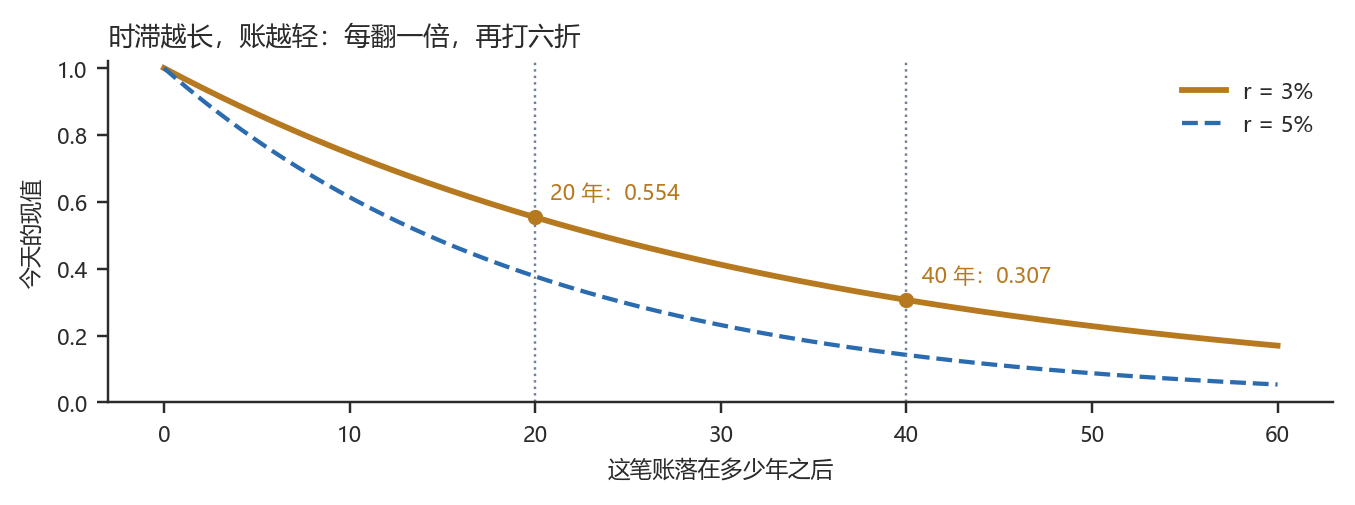 时滞越长，账越轻：每翻一倍，再打六折
r = 3%
r = 5%
20 年：0.554
40 年：0.307
今天的现值
1.0
0.8
0.6
0.4
0.2
0.0
0
10
20
30
40
50
60
这笔账落在多少年之后